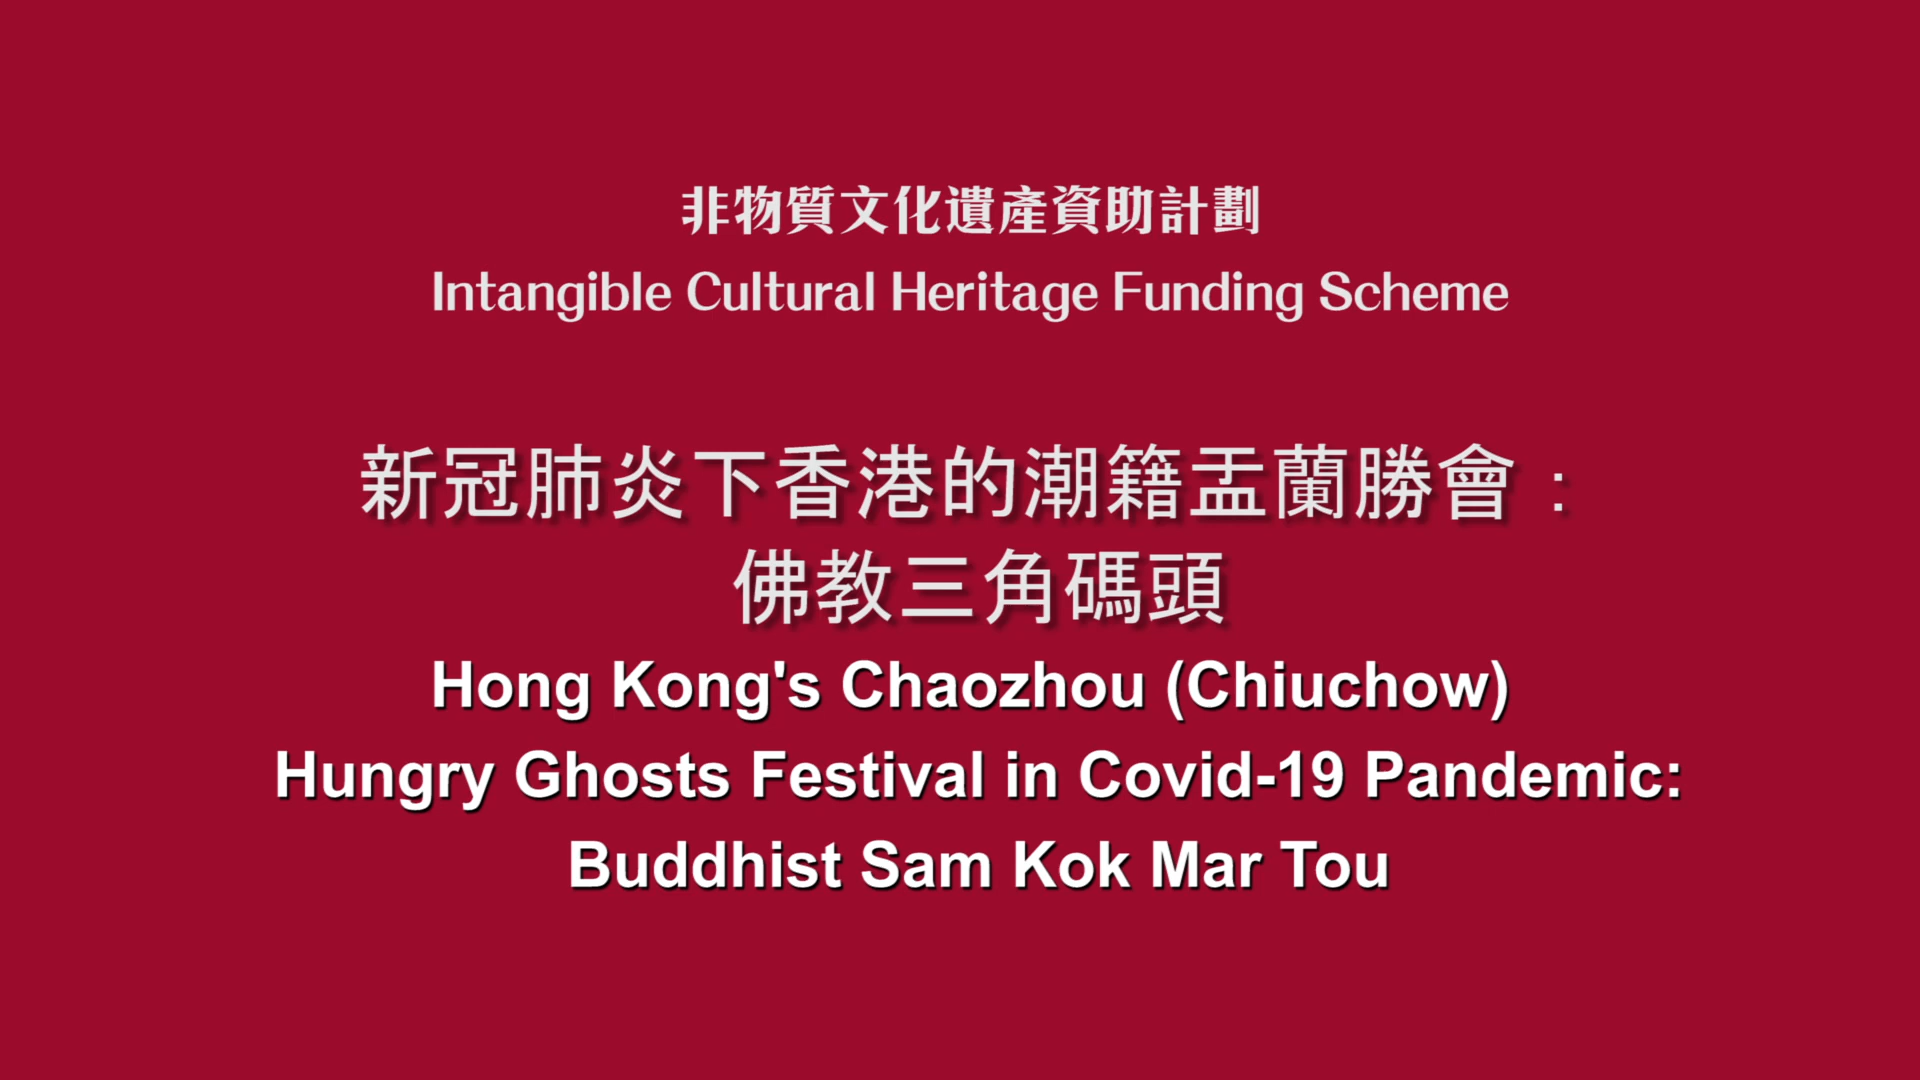 非物質文化遺產資助計劃
Intangible Cultural Heritage Funding Scheme
新冠肺炎下香港的潮籍盂蘭勝會：
佛教三角碼頭
Hong Kong's Chaozhou (Chiuchow)
Hungry Ghosts Festival in Covid-19 Pandemic:
Buddhist Sam Kok Mar Tou